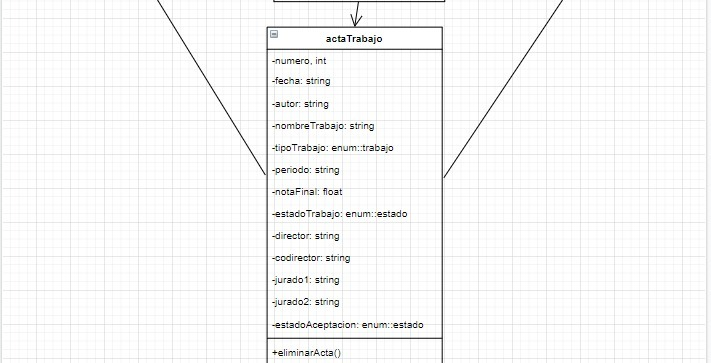 actaTrabajo
-numero, int
-fecha: string
-autor: string
-nombreTrabajo: string
-tipoTrabajo: enum::trabajo
-periodo: string
-notaFinal: float
-estadoTrabajo: enum::estado
-director: string
-codirector: string
-jurado1: string
-jurado2: string
-estadoAceptacion: enum::estado
+eliminarActa()